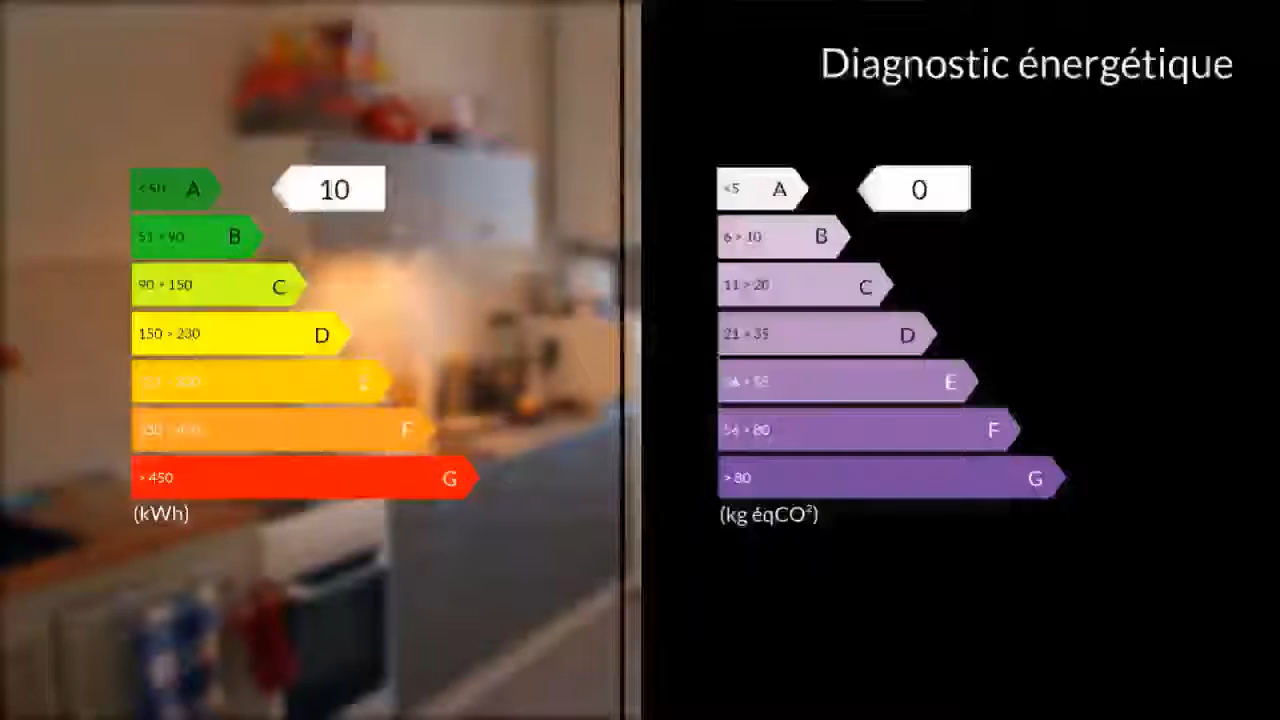 Diagnostic énergétique
A
10
51 > 90 B
90 > 150 C
150 > 230 D
F
> 450 G
(kWh)
<5 A
0
6 > 10 B
11 > 20 C
21 > 35 D
E
56 > 80 F
> 80 G
(kg éqCO²)